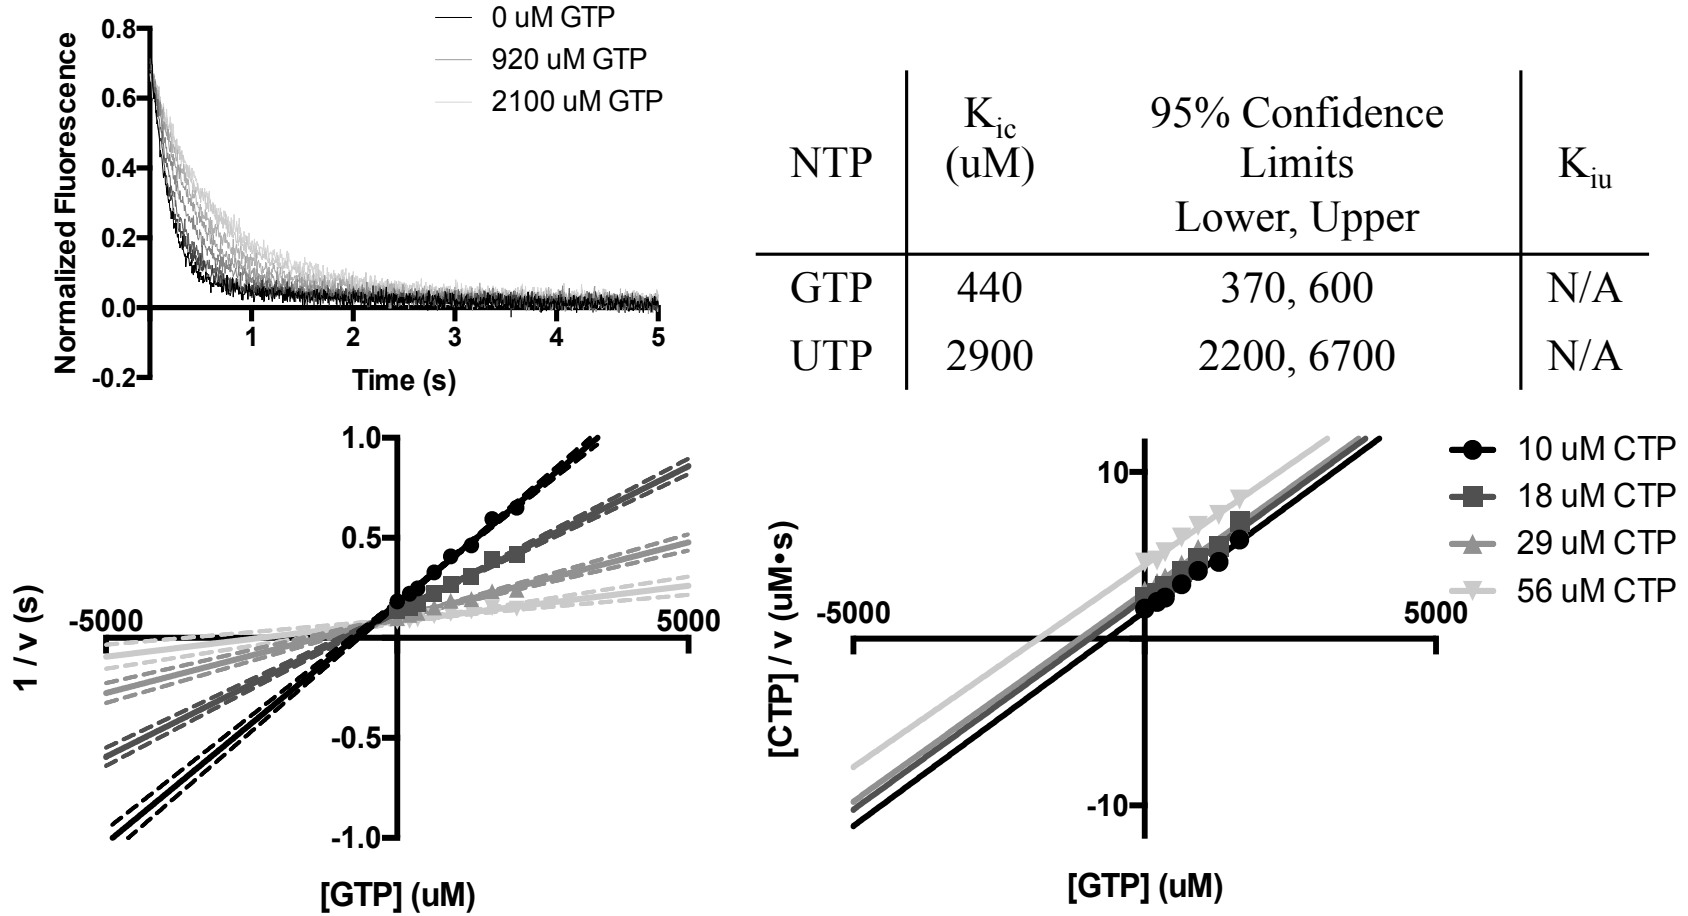 0 uM GTP
920 uM GTP
2100 uM GTP
Normalized Fluorescence
0.8
0.6
0.4
0.2
0.0
-0.2
1 2 3 4 5
Time (s)
NTP
Kic
(uM)
95% Confidence
Limits
Lower, Upper
Kiu
GTP 440 370, 600 N/A
UTP 2900 2200, 6700 N/A
1 / v (s)
1.0
0.5
-0.5
-1.0
-5000 5000
[GTP] (uM)
[CTP] / v (uM•s)
10
-10
-5000 5000
[GTP] (uM)
10 uM CTP
18 uM CTP
29 uM CTP
56 uM CTP